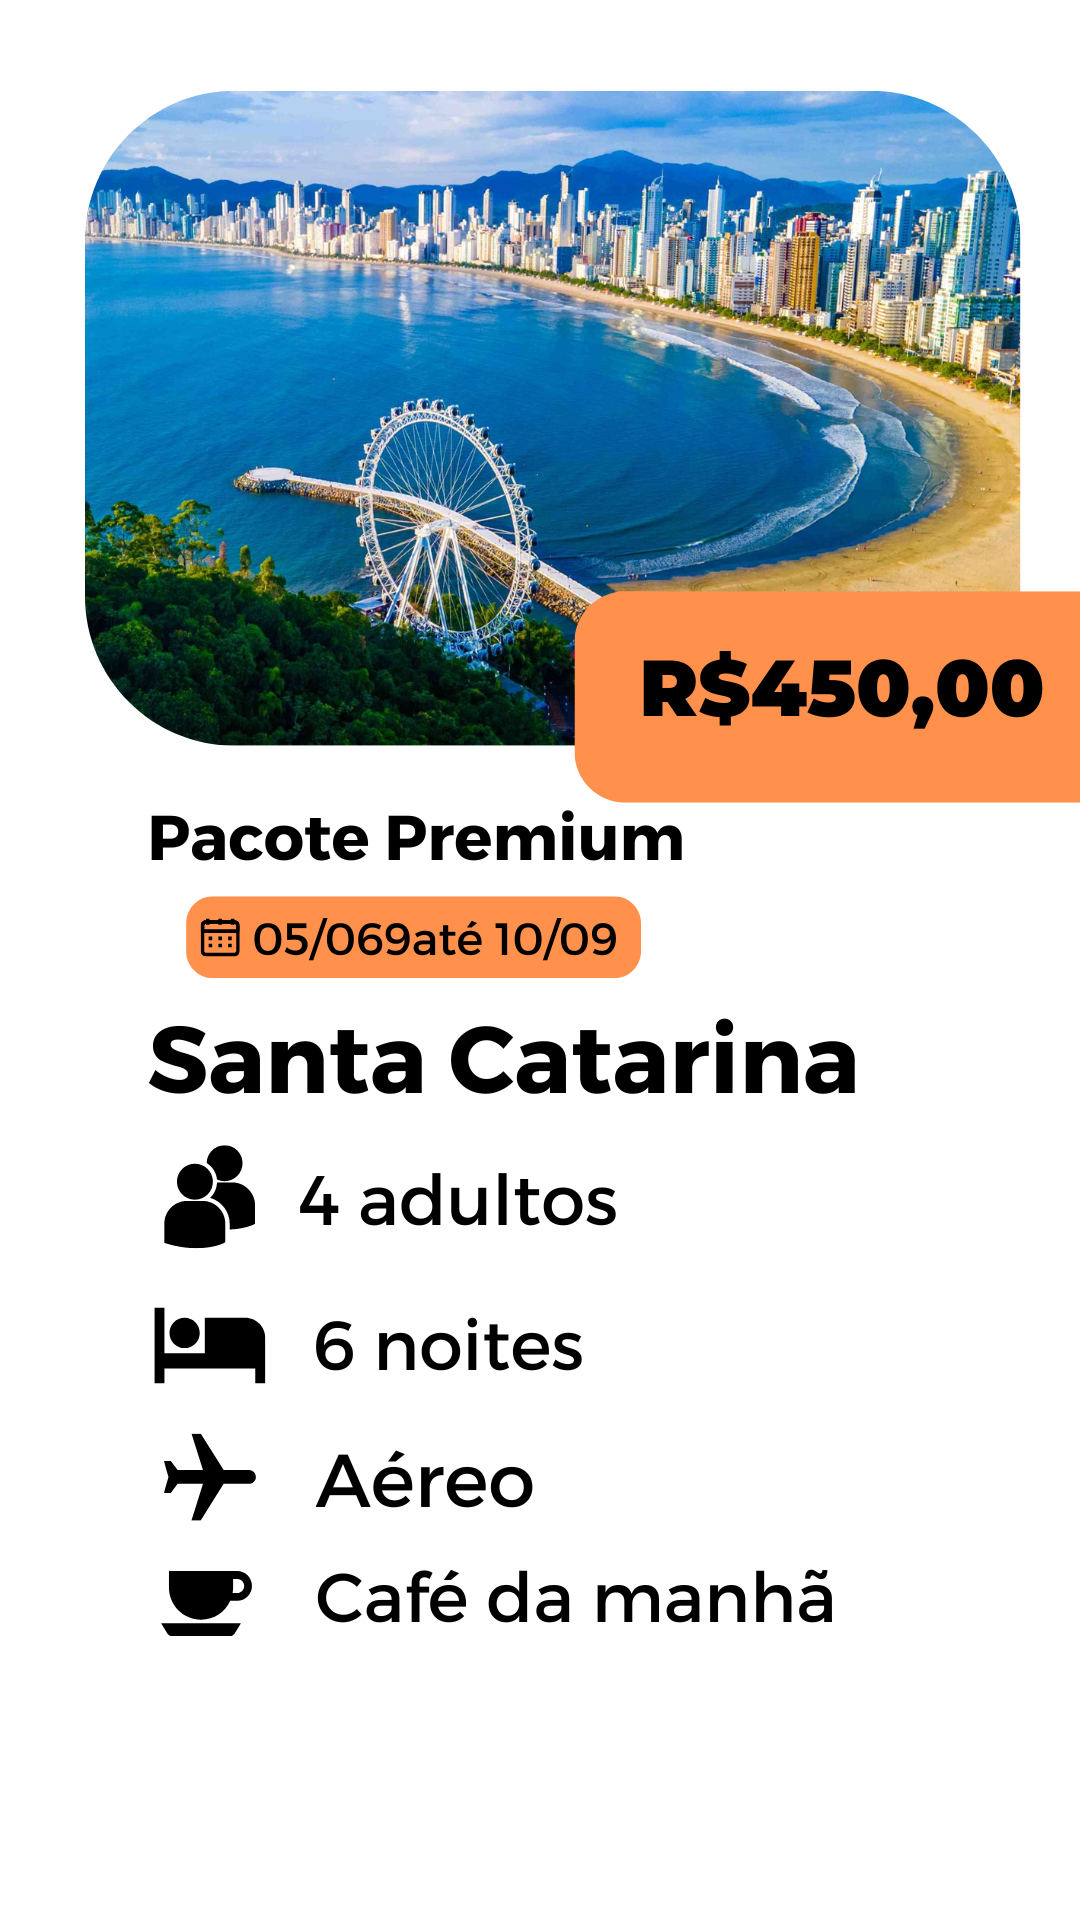 R$450,00
Pacote Premium
05/069até 10/09
Santa Catarina
4 adultos
6 noites
Aéreo
Café da manhã